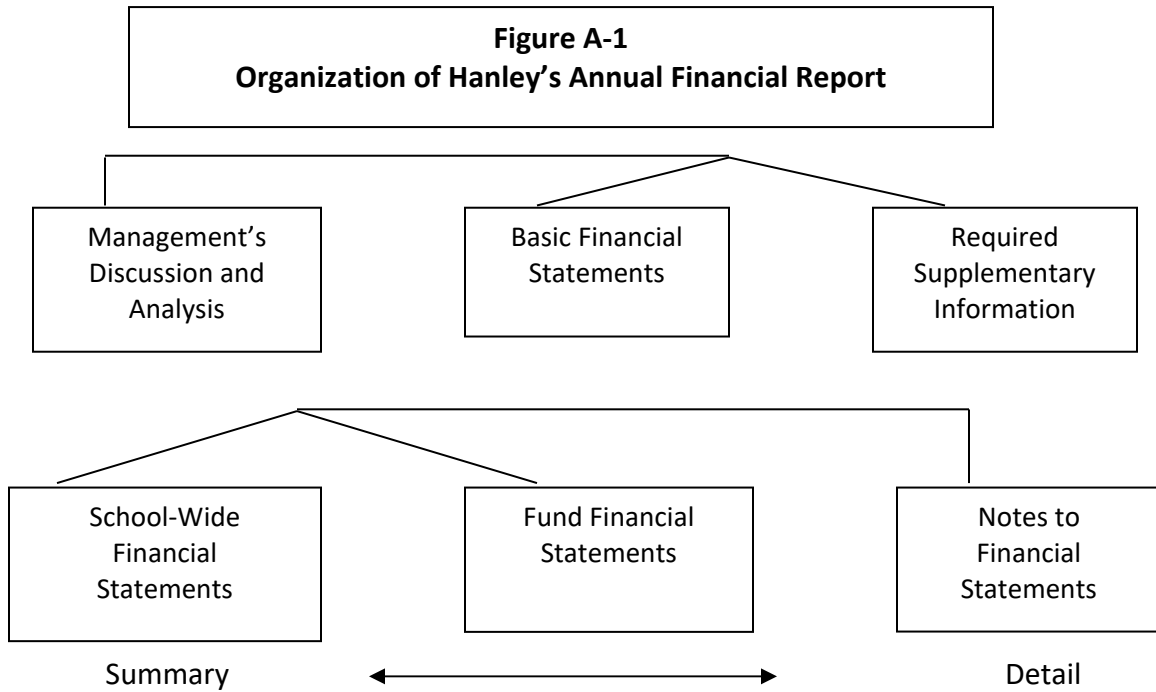 Figure A-1
Organization of Hanley’s Annual Financial Report
Management’s
Discussion and
Analysis
Basic Financial
Statements
Required
Supplementary
Information
School-Wide
Financial
Statements
Fund Financial
Statements
Notes to
Financial
Statements
Summary
Detail